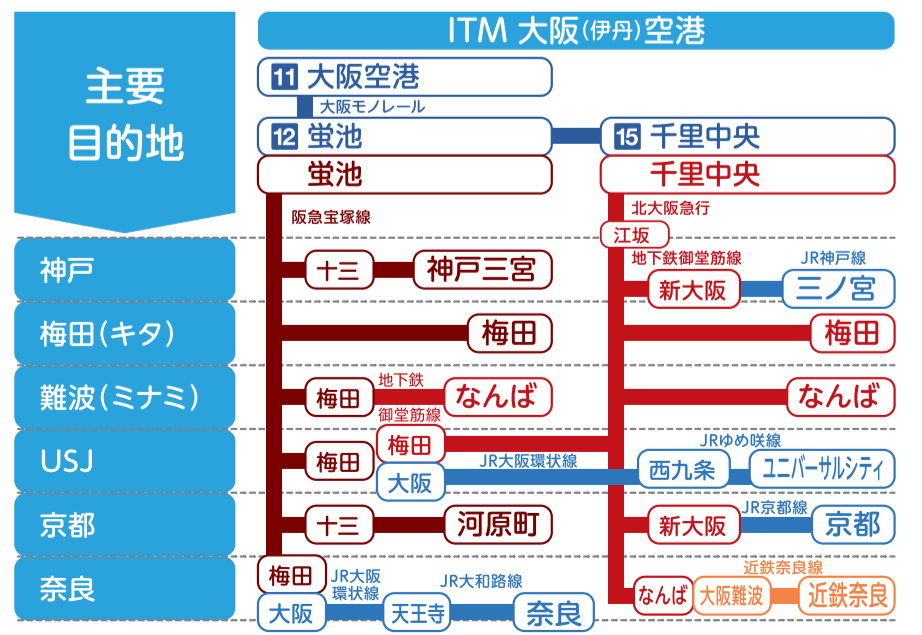 主要
目的地
ITM 大阪(伊丹)空港
11 大阪空港
大阪モノレール
12 蛍池
15 千里中央
蛍池
千里中央
阪急宝塚線
北大阪急行
江坂
神戸
十三
神戸三宮
地下鉄御堂筋線
新大阪
JR神戸線
三ノ宮
梅田(キタ)
梅田
梅田
難波(ミナミ)
梅田
地下鉄
御堂筋線
なんば
なんば
USJ
梅田
梅田
大阪
JR大阪環状線
西九条
JRゆめ咲線
ユニバーサルシティ
京都
十三
河原町
新大阪
JR京都線
京都
奈良
梅田
大阪
JR大阪
環状線
天王寺
JR大和路線
奈良
なんば
大阪難波
近鉄奈良線
近鉄奈良